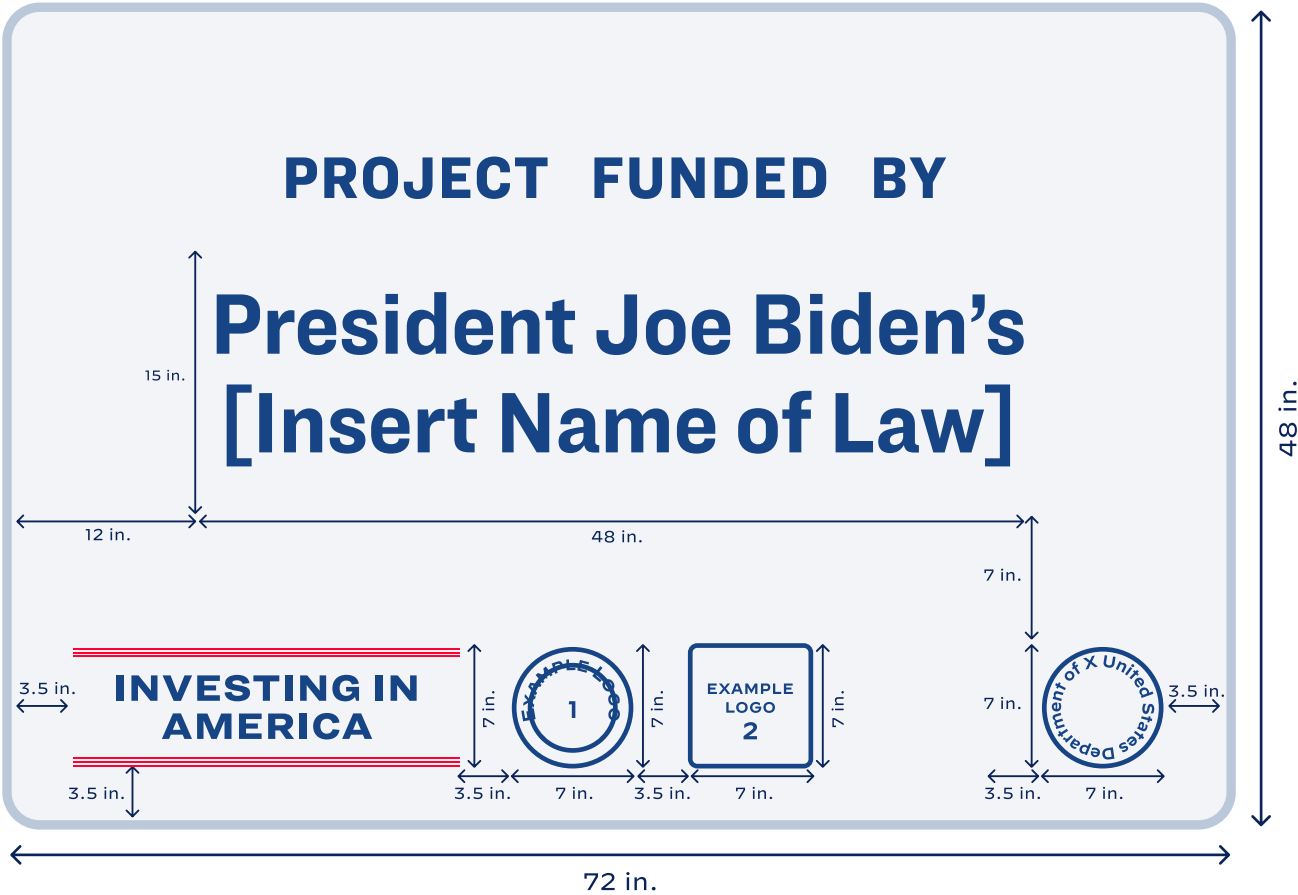 PROJECT FUNDED BY
President Joe Biden’s
[Insert Name of Law]
15 in.
12 in.
48 in.
7 in.
48 in.
3.5 in.
INVESTING IN
AMERICA
7 in.
EXAMPLE LOGO
1
7 in.
EXAMPLE
LOGO
2
7 in.
7 in.
Department of X United States
3.5 in.
3.5 in.
3.5 in.
7 in.
3.5 in.
7 in.
3.5 in.
7 in.
72 in.